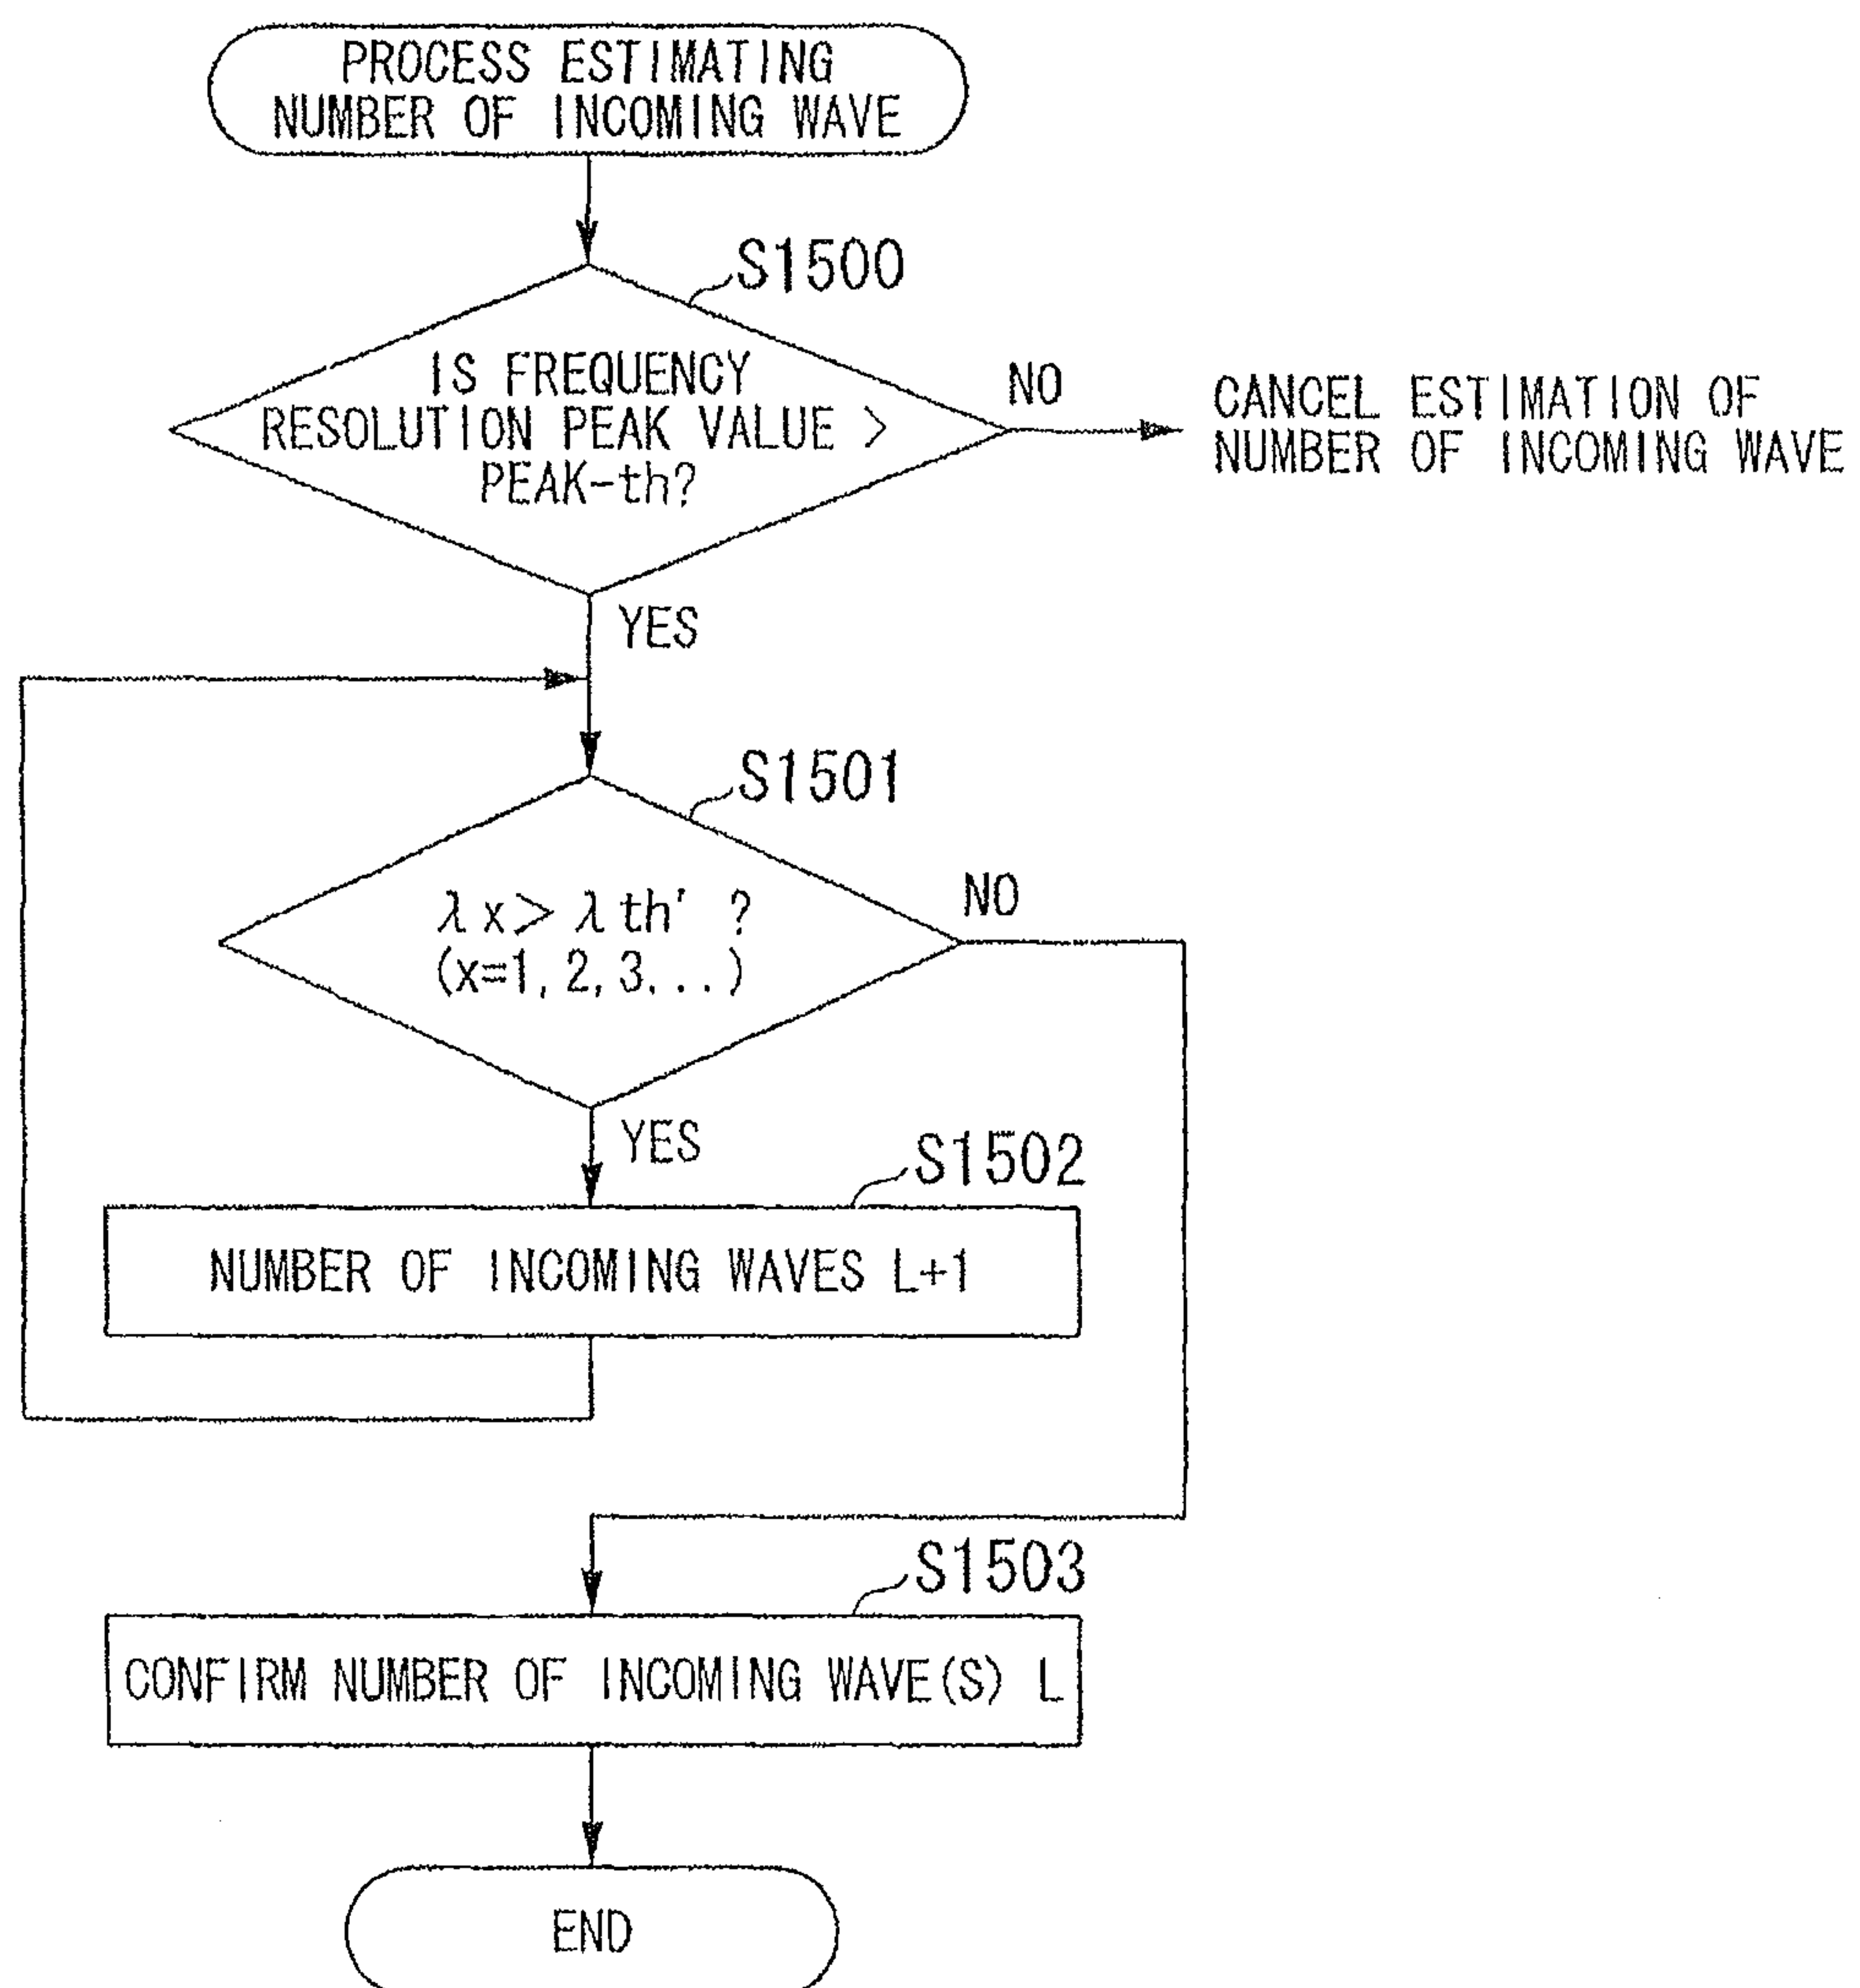 PROCESS ESTIMATING
NUMBER OF INCOMING WAVE
S1500
IS FREQUENCY
RESOLUTION PEAK VALUE >
PEAK-th?
NO
CANCEL ESTIMATION OF
NUMBER OF INCOMING WAVE
YES
S1501
λx> λth' ?
(x=1, 2, 3...)
NO
YES
S1502
NUMBER OF INCOMING WAVES L+1
S1503
CONFIRM NUMBER OF INCOMING WAVE(S) L
END